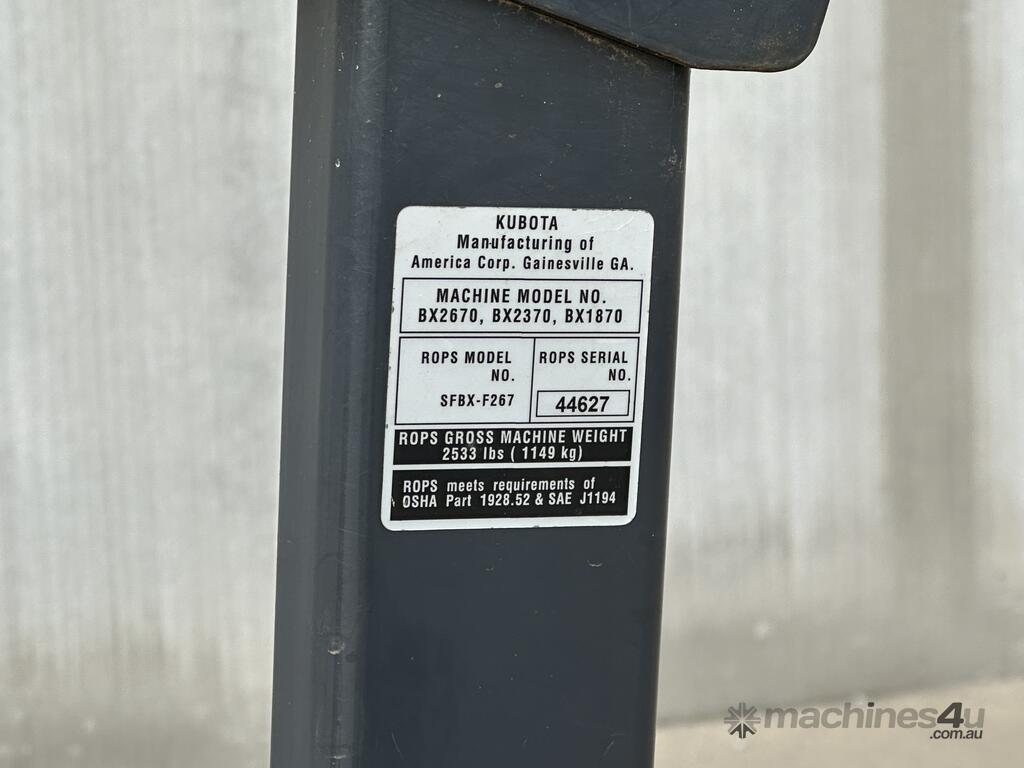 KUBOTA
Manufacturing of
America Corp. Gainesville GA.
MACHINE MODEL NO.
BX2670, BX2370, BX1870
ROPS MODEL
NO.
SFBX-F267
ROPS SERIAL
NO.
44627
ROPS GROSS MACHINE WEIGHT
2533 lbs ( 1149 kg)
ROPS meets requirements of
OSHA Part 1928.52 & SAE J1194
machines4u
.com.au